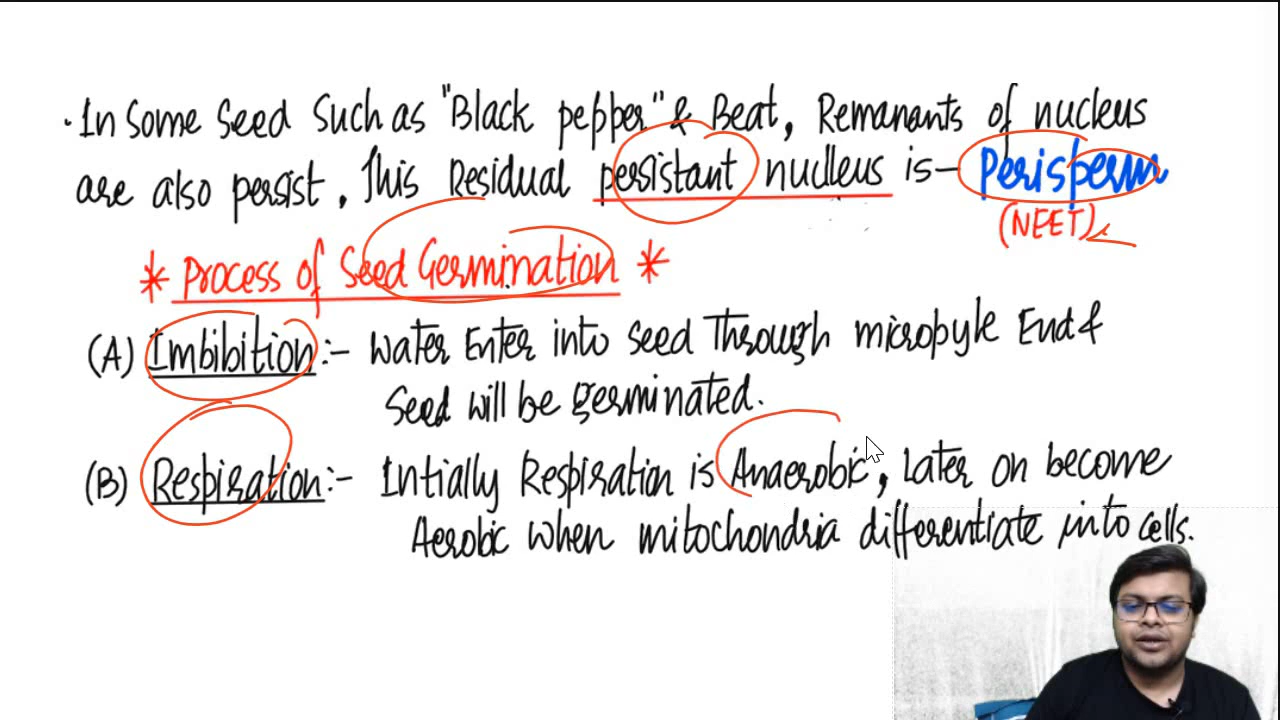 . In Some Seed Such as "Black pepper" & Beat, Remanants of nucleus
are also persist. This Residual persistant nuclleus is- Perisperm
(NEET)
* Process of Seed Germination *
(A) Imbibition:- Water Enter into seed Through micropyle End &
Seed will be germinated.
(B) Respiration:- Intially Respiration is Anaerobic, Later on become
Aerobic when mitochondria differentiate into cells.